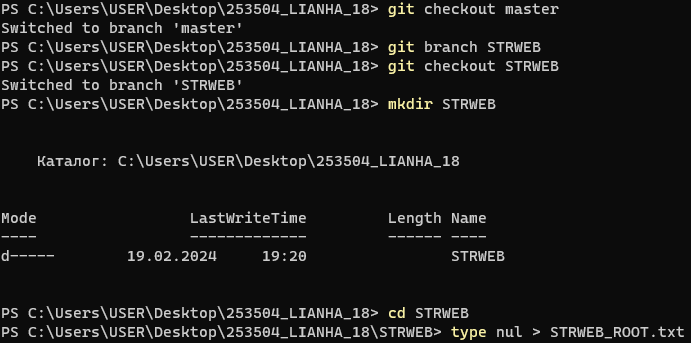 PS C:\Users\USER\Desktop\253504_LIANHA_18> git checkout master
Switched to branch 'master'
PS C:\Users\USER\Desktop\253504_LIANHA_18> git branch STRWEB
PS C:\Users\USER\Desktop\253504_LIANHA_18> git checkout STRWEB
Switched to branch 'STRWEB'
PS C:\Users\USER\Desktop\253504_LIANHA_18> mkdir STRWEB
Каталог: C:\Users\USER\Desktop\253504_LIANHA_18
Mode                 LastWriteTime         Length Name
----                 -------------         ------ ----
d-----        19.02.2024     19:20                STRWEB
PS C:\Users\USER\Desktop\253504_LIANHA_18> cd STRWEB
PS C:\Users\USER\Desktop\253504_LIANHA_18\STRWEB> type nul > STRWEB_ROOT.txt